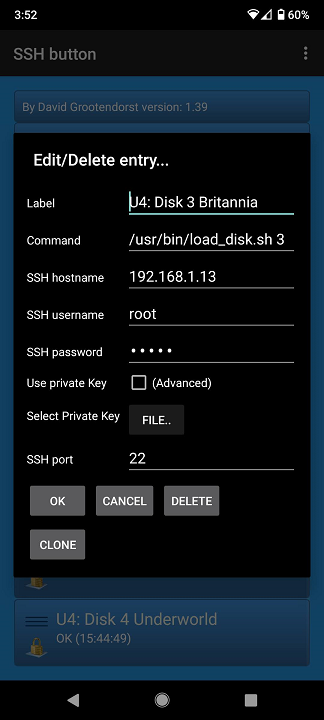 3:52 60%
SSH button
By David Grootendorst version: 1.39
Edit/Delete entry...
Label U4: Disk 3 Britannia
Command /usr/bin/load_disk.sh 3
SSH hostname 192.168.1.13
SSH username root
SSH password •••••
Use private Key (Advanced)
Select Private Key FILE..
SSH port 22
OK CANCEL DELETE
CLONE
U4: Disk 4 Underworld
OK (15:44:49)